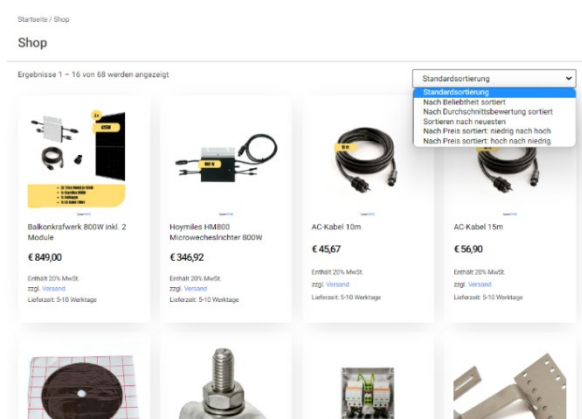 Startseite / Shop
Shop
Ergebnisse 1 – 16 von 68 werden angezeigt
Standardsortierung
Standardsortierung
Nach Beliebtheit sortiert
Nach Durchschnittsbewertung sortiert
Sortieren nach neuesten
Nach Preis sortiert: niedrig nach hoch
Nach Preis sortiert: hoch nach niedrig
Balkonkrafwerk 800W inkl. 2
Module
€ 849,00
Enthält 20% MwSt.
zzgl. Versand
Lieferzeit: 5-10 Werktage
Hoymiles HM800
Microwecheslrichter 800W
€ 346,92
Enthält 20% MwSt.
zzgl. Versand
Lieferzeit: 5-10 Werktage
AC-Kabel 10m
€ 45,67
Enthält 20% MwSt.
zzgl. Versand
Lieferzeit: 5-10 Werktage
AC-Kabel 15m
€ 56,90
Enthält 20% MwSt.
zzgl. Versand
Lieferzeit: 5-10 Werktage